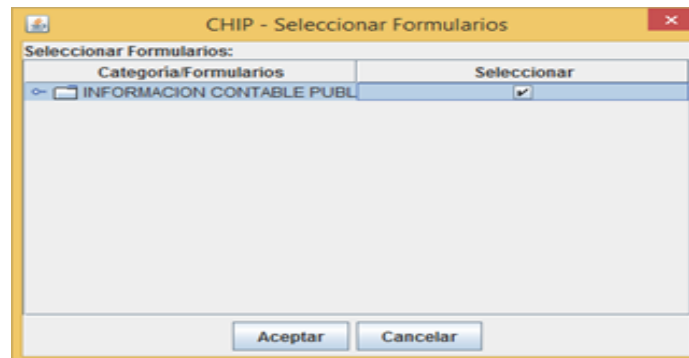 CHIP - Seleccionar Formularios
Seleccionar Formularios:
Categoría/Formularios Seleccionar
INFORMACION CONTABLE PUBL
Aceptar Cancelar